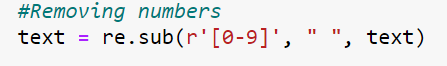 #Removing numbers
text = re.sub(r'[0-9]', " ", text)